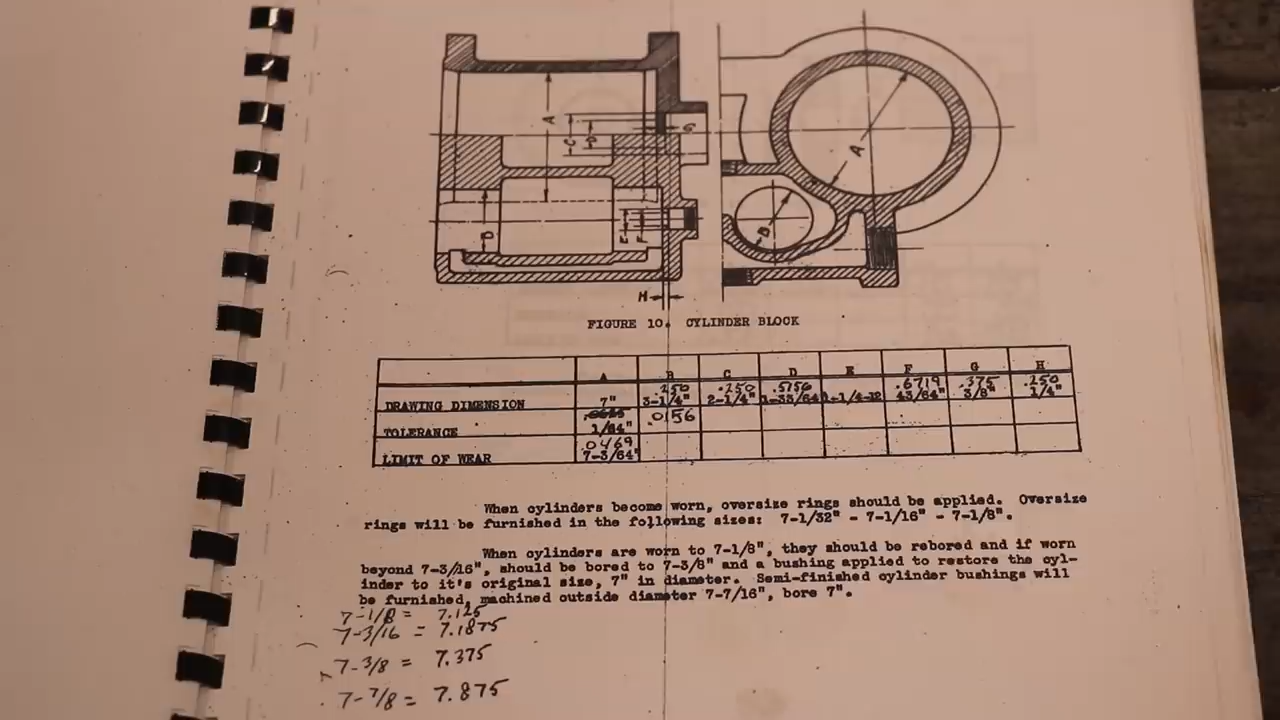 A
C
D
G
B
E
F
A
B
H
FIGURE 10. CYLINDER BLOCK
A B C D E F G H
.250 .250 .5156 .6719 .375 .250
DRAWING DIMENSION 7" 3-1/4" 2-1/4" 1-33/64 1-1/4-12 43/64" 3/8" 1/4"
.0156
TOLERANCE 1/64"
.0469
LIMIT OF WEAR 7-3/64"
When cylinders become worn, oversize rings should be applied. Oversize
rings will be furnished in the following sizes: 7-1/32" - 7-1/16" - 7-1/8".
When cylinders are worn to 7-1/8", they should be rebored and if worn
beyond 7-3/16", should be bored to 7-3/8" and a bushing applied to restore the cyl-
inder to it's original size, 7" in diameter. Semi-finished cylinder bushings will
be furnished, machined outside diameter 7-7/16", bore 7".
7-1/8 = 7.125
7-3/16 = 7.1875
7-3/8 = 7.375
7-7/8 = 7.875